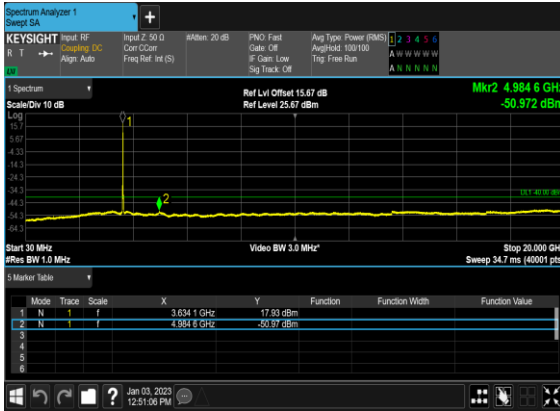 Spectrum Analyzer 1
Swept SA
+
KEYSIGHT
R T
Input: RF
Coupling: DC
Align: Auto
Input Z: 50 Ω
Corr CCorr
Freq Ref: Int (S)
#Atten: 20 dB
PNO: Fast
Gate: Off
IF Gain: Low
Sig Track: Off
Avg Type: Power (RMS)
Avg|Hold: 100/100
Trig: Free Run
1 2 3 4 5 6
A W W W W W
A N N N N N
1 Spectrum
Scale/Div 10 dB
Ref Lvl Offset 15.67 dB
Ref Level 25.67 dBm
Mkr2 4.984 6 GHz
-50.972 dBm
Log
15.7
5.67
-4.33
-14.3
-24.3
-34.3
-44.3
-54.3
-64.3
1
2
DL1 -40.00 dBm
Start 30 MHz
#Res BW 1.0 MHz
Video BW 3.0 MHz*
Stop 20.000 GH
Sweep 34.7 ms (40001 pts
5 Marker Table
Mode Trace Scale X Y Function Function Width Function Value
1 N 1 f 3.634 1 GHz 17.93 dBm
2 N 1 f 4.984 6 GHz -50.97 dBm
3
4
5
6
?
Jan 03, 2023
12:51:06 PM